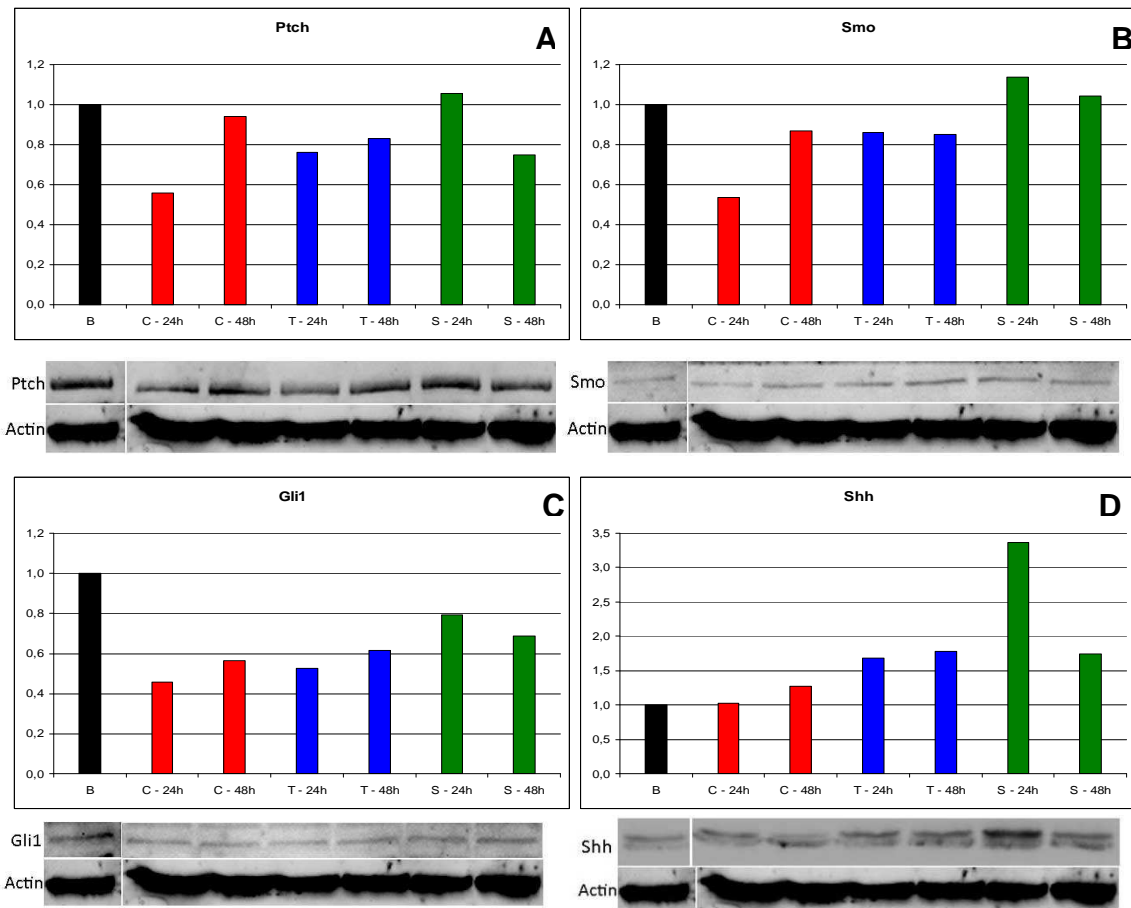 Ptch
A
1,2
1,0
0,8
0,6
0,4
0,2
0,0
B C - 24h C - 48h T - 24h T - 48h S - 24h S - 48h
Ptch
Actin
Smo
B
1,2
1,0
0,8
0,6
0,4
0,2
0,0
B C - 24h C - 48h T - 24h T - 48h S - 24h S - 48h
Smo
Actin
Gli1
C
1,2
1,0
0,8
0,6
0,4
0,2
0,0
B C - 24h C - 48h T - 24h T - 48h S - 24h S - 48h
Gli1
Actin
Shh
D
3,5
3,0
2,5
2,0
1,5
1,0
0,5
0,0
B C - 24h C - 48h T - 24h T - 48h S - 24h S - 48h
Shh
Actin